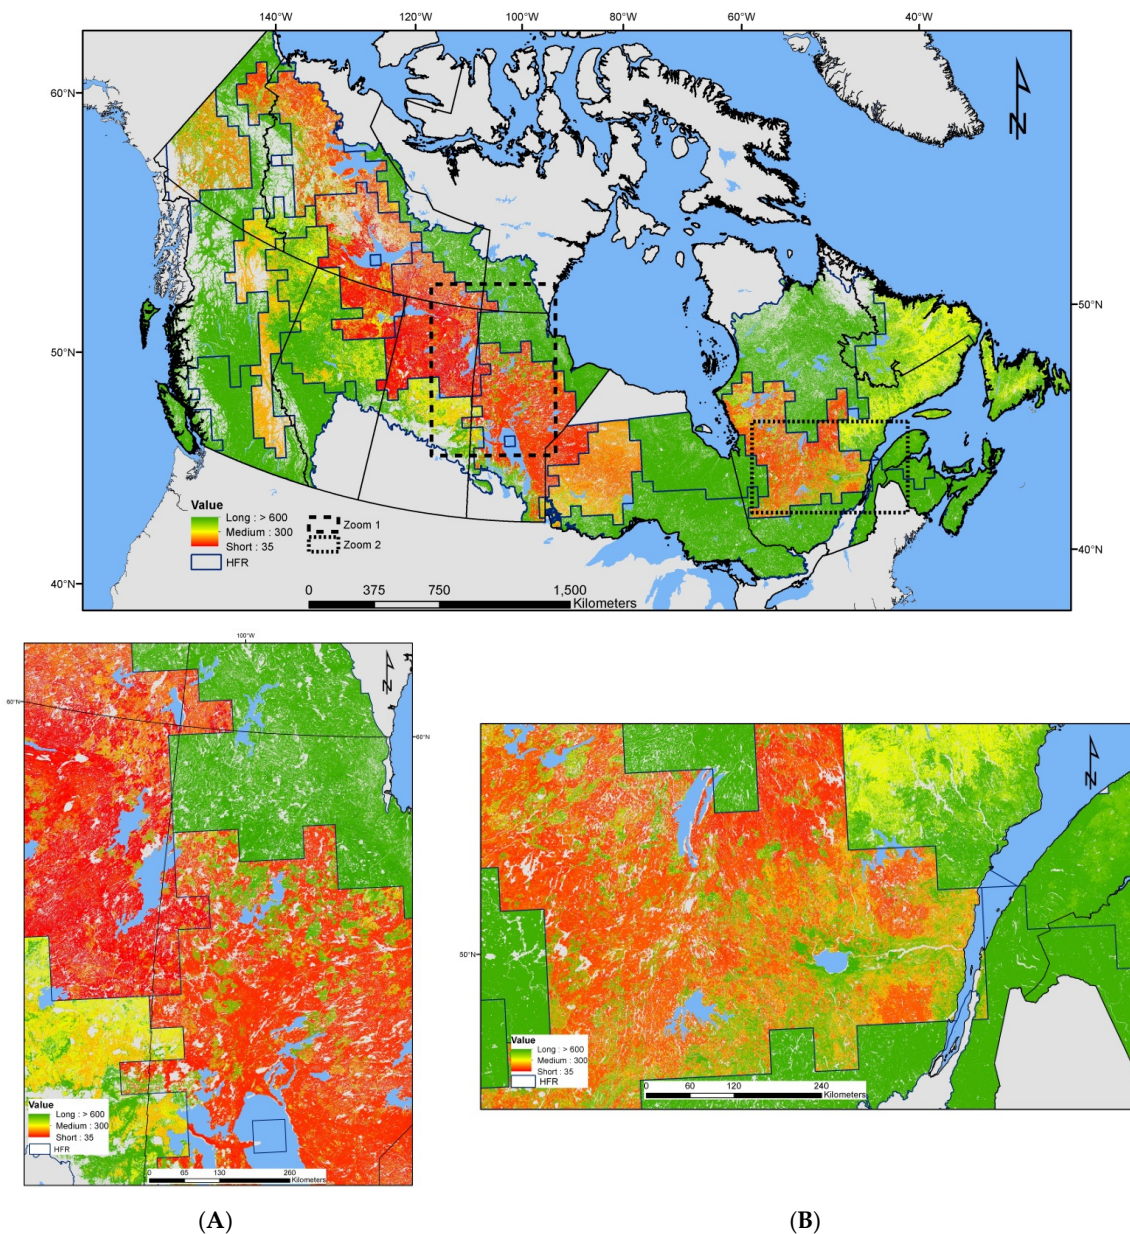 140°W 120°W 100°W 80°W 60°W 40°W
60°N
50°N
50°N
40°N
40°N
N
Value
Long : > 600
Medium : 300
Short : 35
HFR
Zoom 1
Zoom 2
0 375 750 1,500
Kilometers
100°W
60°N
60°N
N
Value
Long : > 600
Medium : 300
Short : 35
HFR
0 65 130 260
Kilometers
(A)
N
50°N
Value
Long : > 600
Medium : 300
Short : 35
HFR
0 60 120 240
Kilometers
(B)